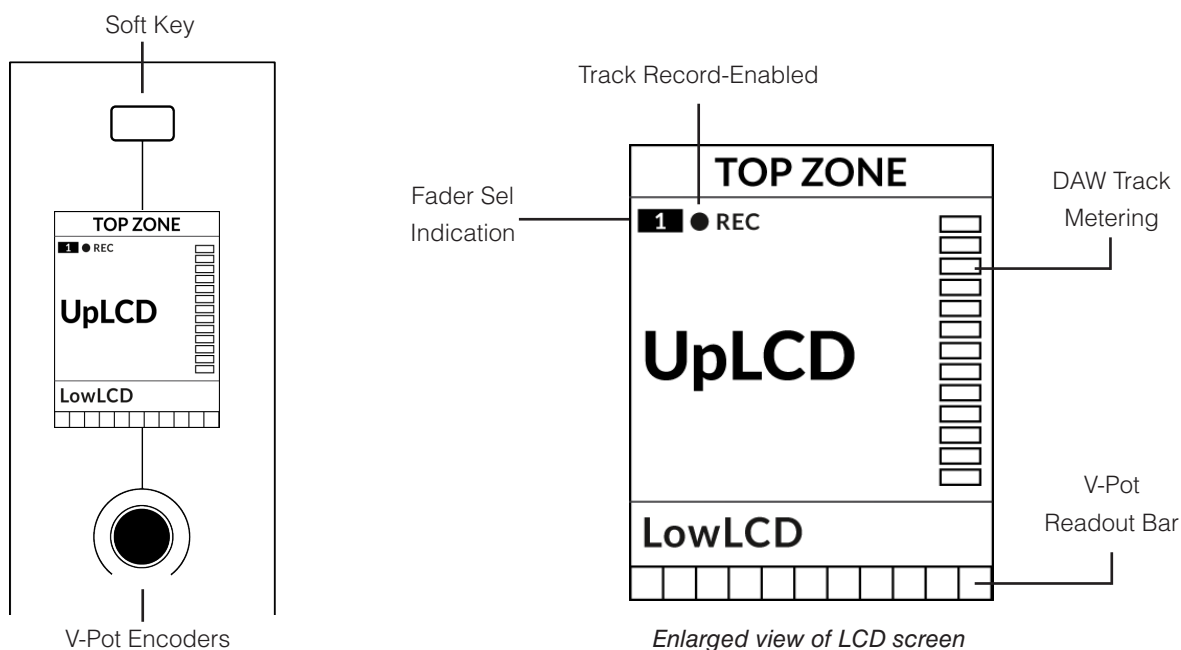 Soft Key
TOP ZONE
1 REC
UpLCD
LowLCD
V-Pot Encoders
Track Record-Enabled
Fader Sel
Indication
TOP ZONE
1 REC
UpLCD
LowLCD
DAW Track
Metering
V-Pot
Readout Bar
Enlarged view of LCD screen